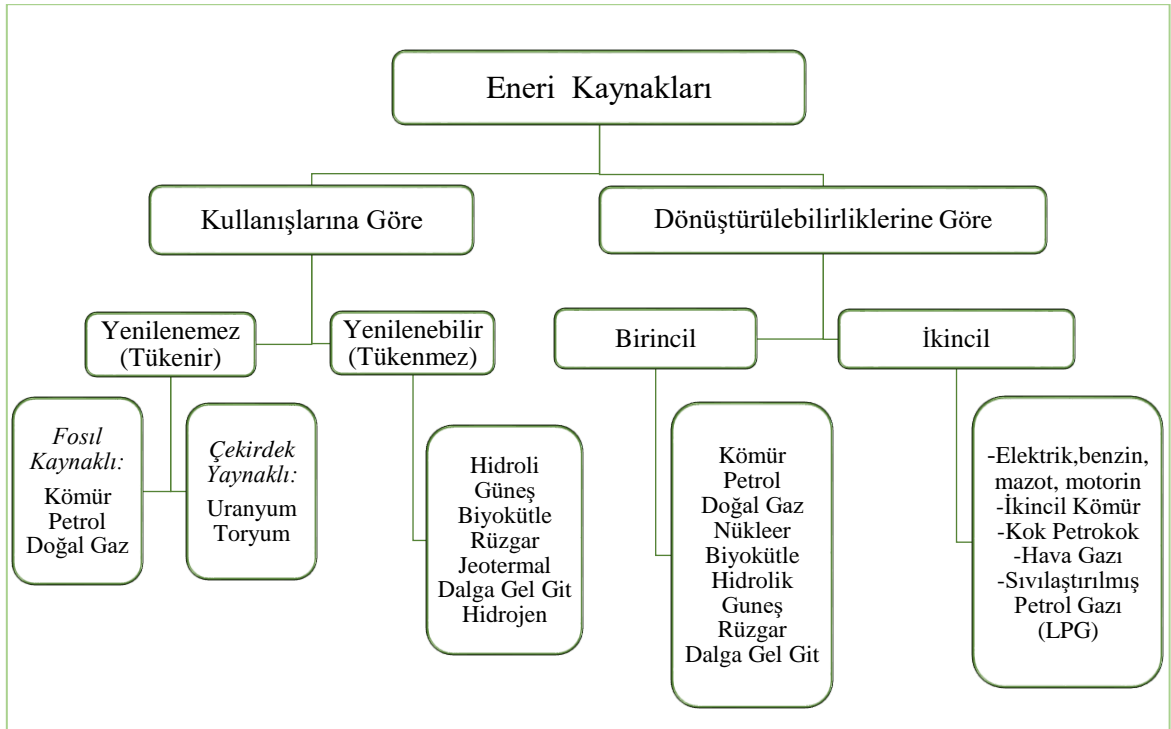 Eneri Kaynakları
Kullanışlarına Göre
Dönüştürülebilirliklerine Göre
Yenilenemez
(Tükenir)
Yenilenebilir
(Tükenmez)
Birincil
İkincil
Fosıl
Kaynaklı:
Kömür
Petrol
Doğal Gaz
Çekirdek
Yaynaklı:
Uranyum
Toryum
Hidroli
Güneş
Biyokütle
Rüzgar
Jeotermal
Dalga Gel Git
Hidrojen
Kömür
Petrol
Doğal Gaz
Nükleer
Biyokütle
Hidrolik
Guneş
Rüzgar
Dalga Gel Git
-Elektrik,benzin,
mazot, motorin
-İkincil Kömür
-Kok Petrokok
-Hava Gazı
-Sıvılaştırılmış
Petrol Gazı
(LPG)